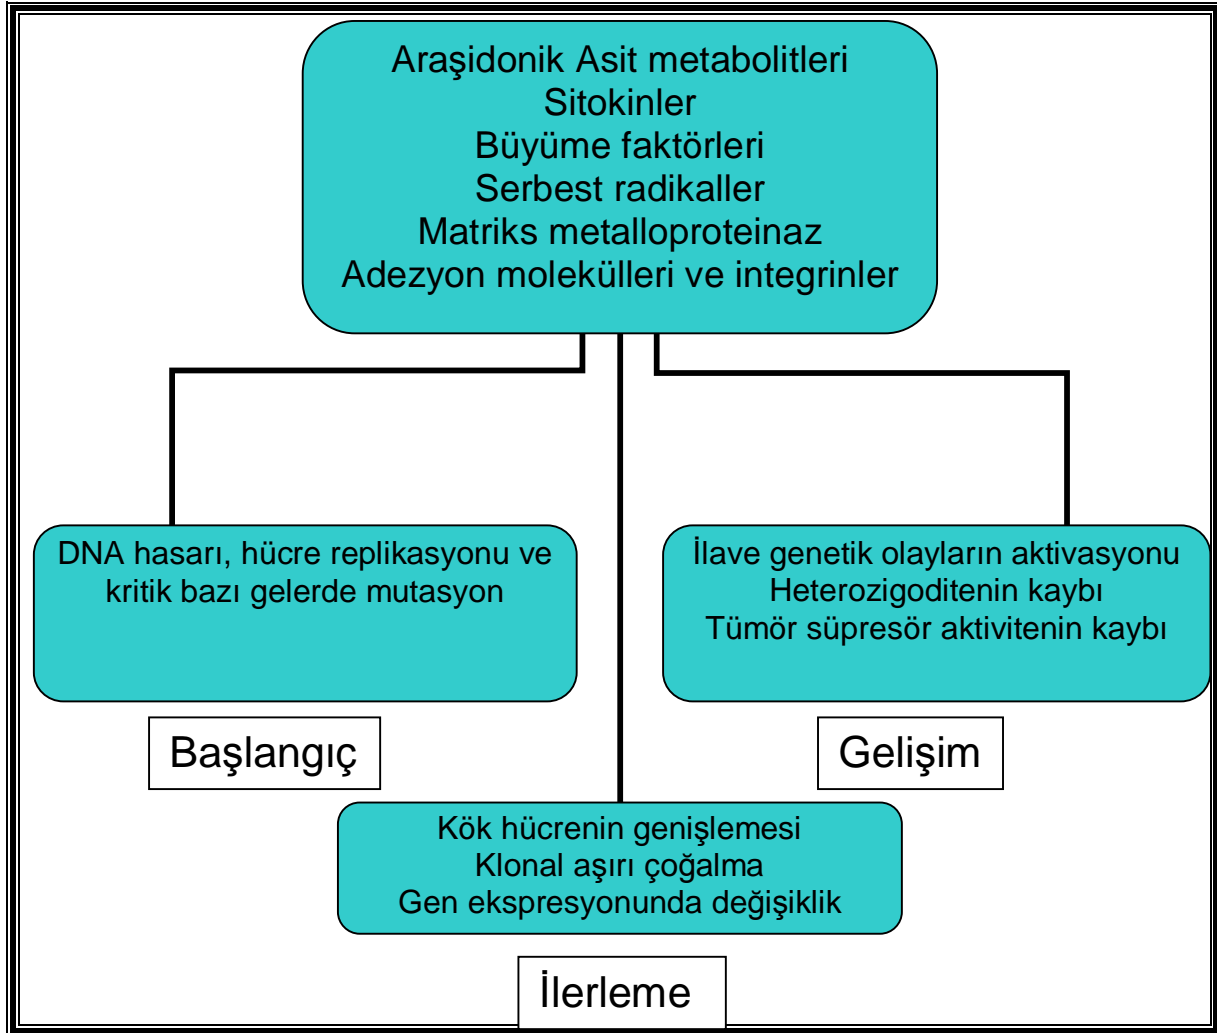 Araşidonik Asit metabolitleri
Sitokinler
Büyüme faktörleri
Serbest radikaller
Matriks metalloproteinaz
Adezyon molekülleri ve integrinler
DNA hasarı, hücre replikasyonu ve
kritik bazı gelerde mutasyon
İlave genetik olayların aktivasyonu
Heterozigoditenin kaybı
Tümör süpresör aktivitenin kaybı
Başlangıç
Gelişim
Kök hücrenin genişlemesi
Klonal aşırı çoğalma
Gen ekspresyonunda değişiklik
İlerleme